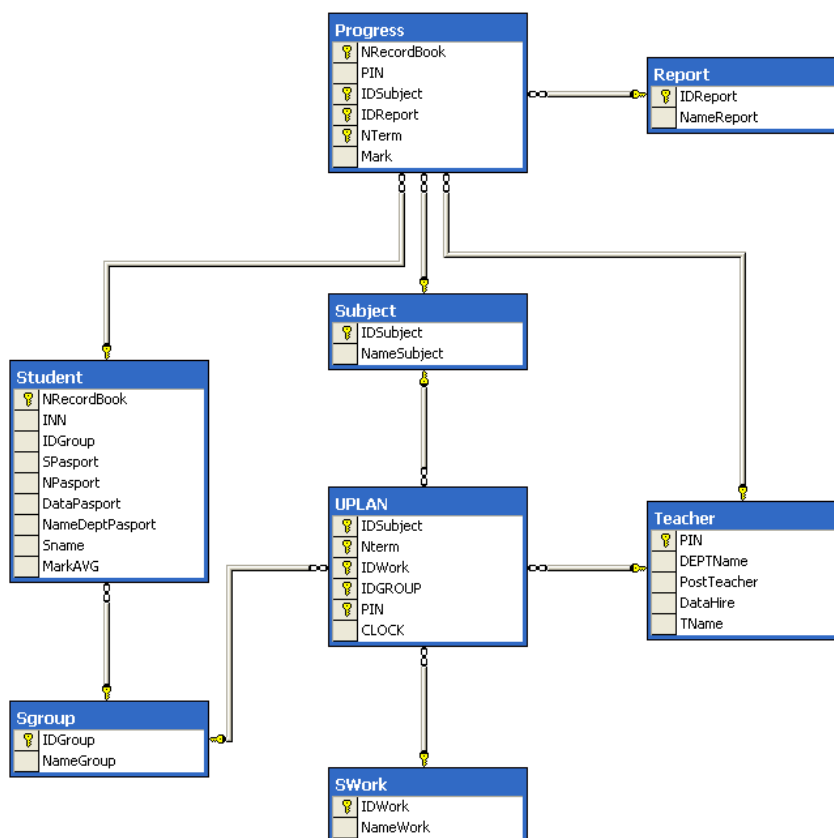 Progress
NRecordBook
PIN
IDSubject
IDReport
NTerm
Mark
Report
IDReport
NameReport
Subject
IDSubject
NameSubject
Student
NRecordBook
INN
IDGroup
SPasport
NPasport
DataPasport
NameDeptPasport
Sname
MarkAVG
UPLAN
IDSubject
Nterm
IDWork
IDGROUP
PIN
CLOCK
Teacher
PIN
DEPTName
PostTeacher
DataHire
TName
Sgroup
IDGroup
NameGroup
SWork
IDWork
NameWork